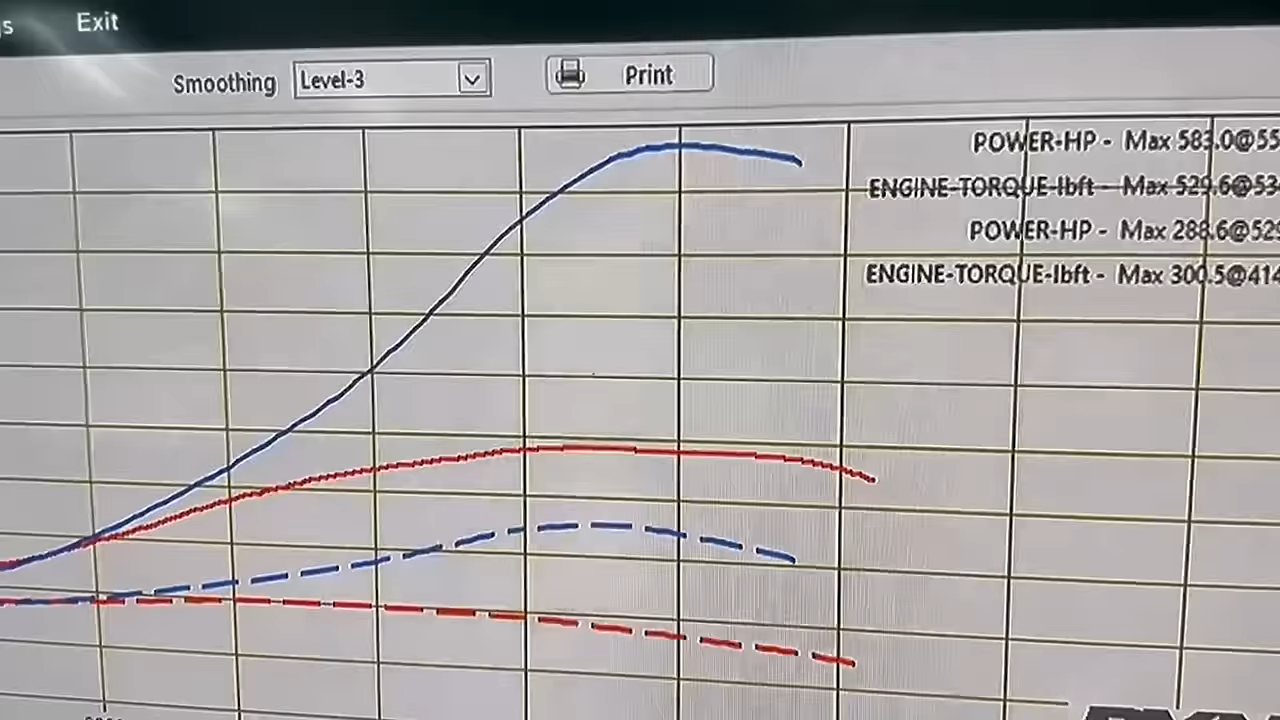 Exit
Smoothing Level-3 Print
POWER-HP - Max 583.0@55
ENGINE-TORQUE-lbft - Max 529.6@53
POWER-HP - Max 288.6@529
ENGINE-TORQUE-lbft - Max 300.5@414